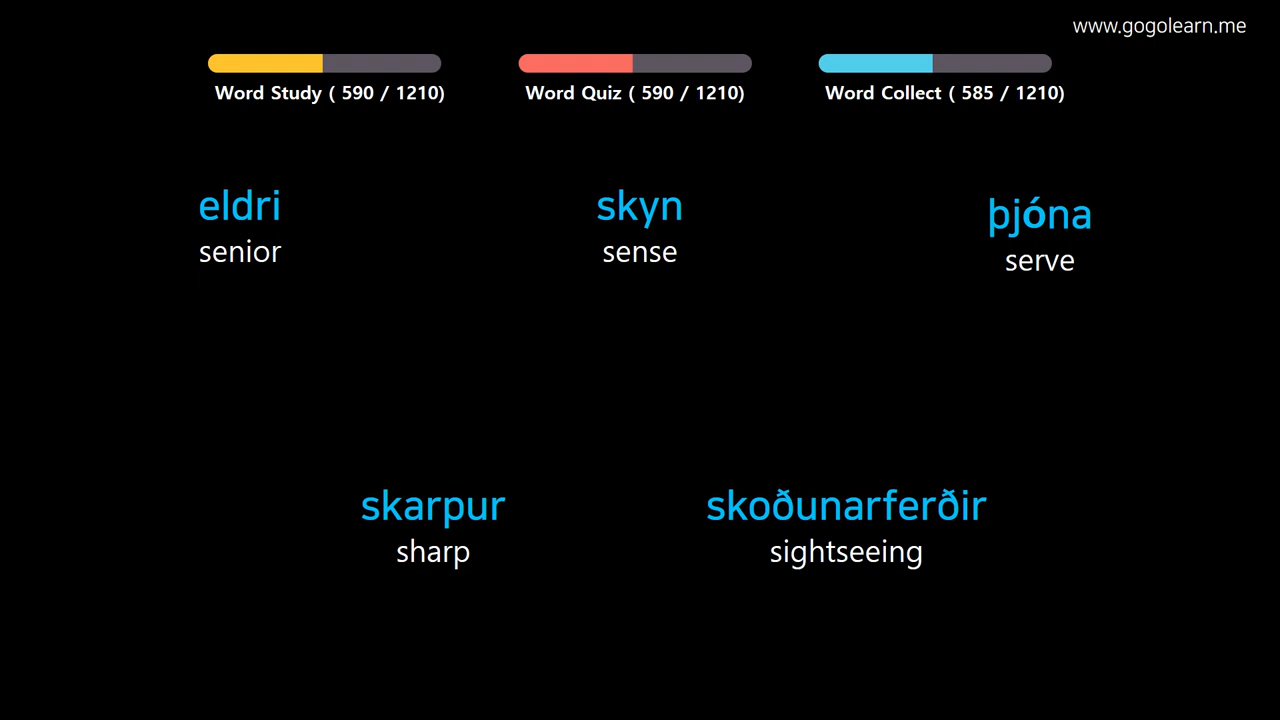 www.gogolearn.me
Word Study ( 590 / 1210)
Word Quiz ( 590 / 1210)
Word Collect ( 585 / 1210)
eldri
senior
skyn
sense
þjóna
serve
skarpur
sharp
skoðunarferðir
sightseeing